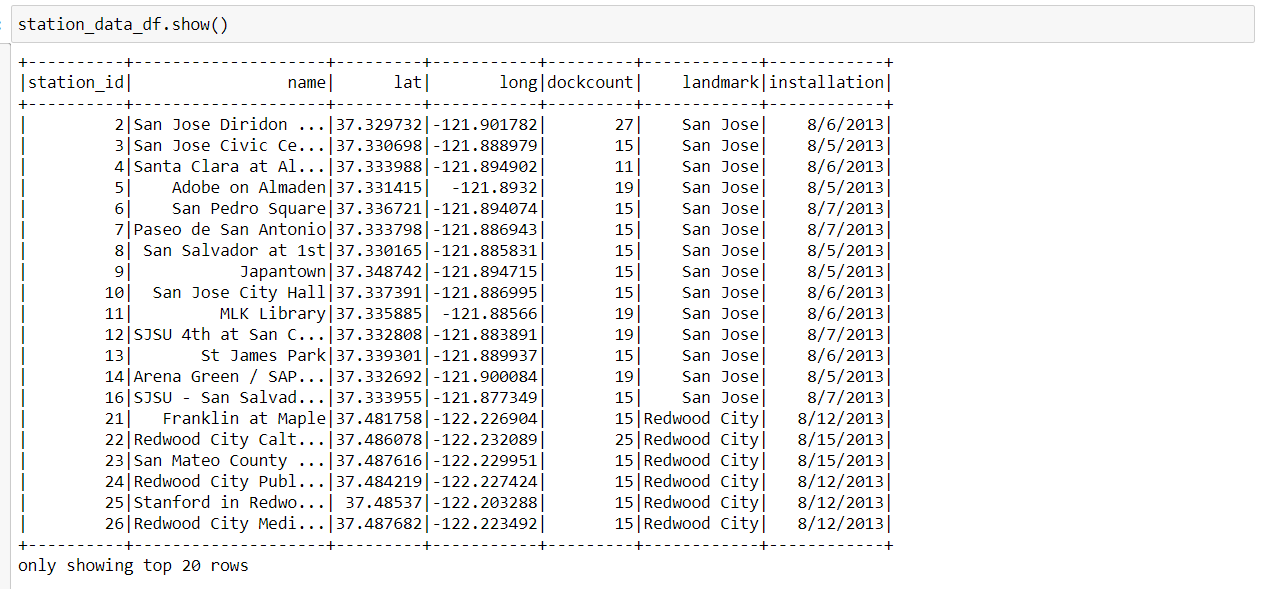 station_data_df.show()
+----------+--------------------+---------+-----------+---------+------------+------------+
|station_id|                name|      lat|       long|dockcount|    landmark|installation|
+----------+--------------------+---------+-----------+---------+------------+------------+
|         2|San Jose Diridon ...|37.329732|-121.901782|       27|    San Jose|    8/6/2013|
|         3|San Jose Civic Ce...|37.330698|-121.888979|       15|    San Jose|    8/5/2013|
|         4|Santa Clara at Al...|37.333988|-121.894902|       11|    San Jose|    8/6/2013|
|         5|    Adobe on Almaden|37.331415|  -121.8932|       19|    San Jose|    8/5/2013|
|         6|    San Pedro Square|37.336721|-121.894074|       15|    San Jose|    8/7/2013|
|         7|Paseo de San Antonio|37.333798|-121.886943|       15|    San Jose|    8/7/2013|
|         8| San Salvador at 1st|37.330165|-121.885831|       15|    San Jose|    8/5/2013|
|         9|           Japantown|37.348742|-121.894715|       15|    San Jose|    8/5/2013|
|        10|  San Jose City Hall|37.337391|-121.886995|       15|    San Jose|    8/6/2013|
|        11|         MLK Library|37.335885| -121.88566|       19|    San Jose|    8/6/2013|
|        12|SJSU 4th at San C...|37.332808|-121.883891|       19|    San Jose|    8/7/2013|
|        13|       St James Park|37.339301|-121.889937|       15|    San Jose|    8/6/2013|
|        14|Arena Green / SAP...|37.332692|-121.900084|       19|    San Jose|    8/5/2013|
|        16|SJSU - San Salvad...|37.333955|-121.877349|       15|    San Jose|    8/7/2013|
|        21|   Franklin at Maple|37.481758|-122.226904|       15|Redwood City|   8/12/2013|
|        22|Redwood City Calt...|37.486078|-122.232089|       25|Redwood City|   8/15/2013|
|        23|San Mateo County ...|37.487616|-122.229951|       15|Redwood City|   8/15/2013|
|        24|Redwood City Publ...|37.484219|-122.227424|       15|Redwood City|   8/12/2013|
|        25|Stanford in Redwo...| 37.48537|-122.203288|       15|Redwood City|   8/12/2013|
|        26|Redwood City Medi...|37.487682|-122.223492|       15|Redwood City|   8/12/2013|
+----------+--------------------+---------+-----------+---------+------------+------------+
only showing top 20 rows